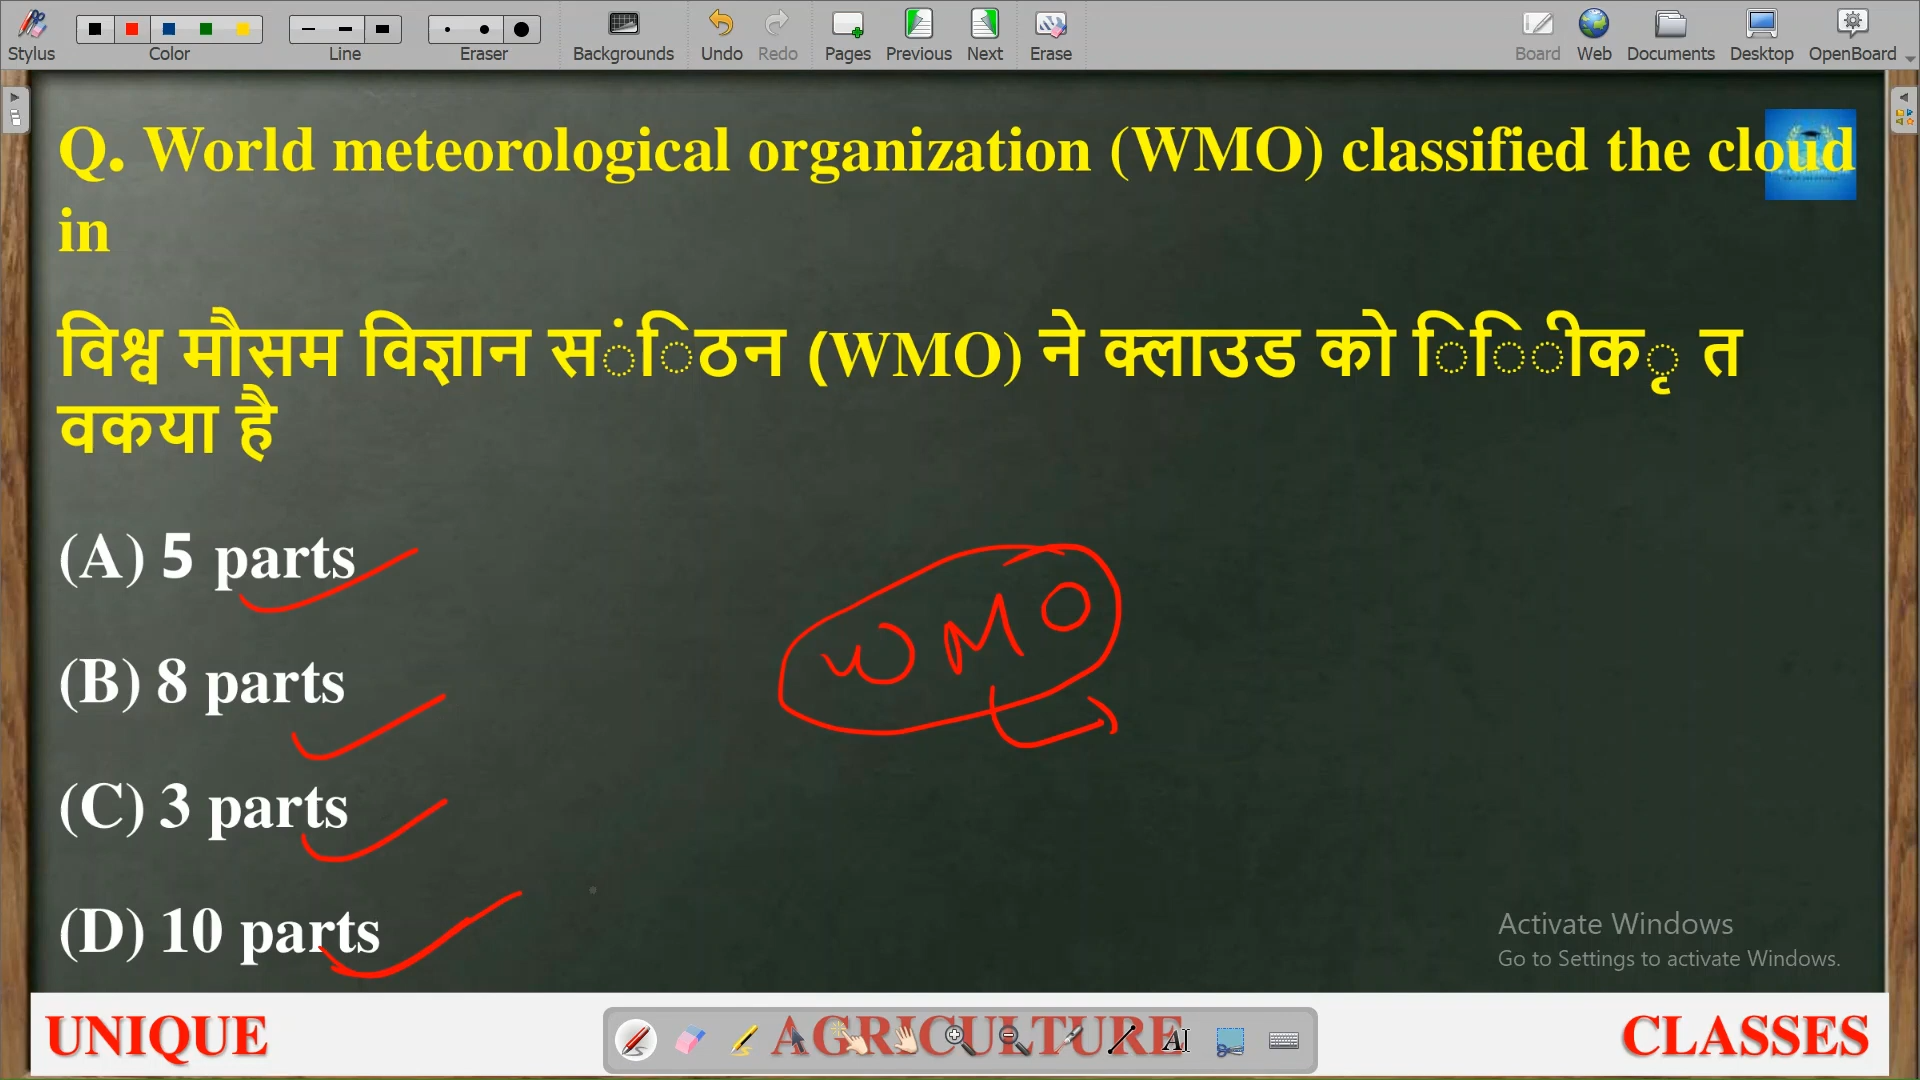 Stylus
Color
Line
Eraser
Backgrounds
Undo
Redo
Pages
Previous
Next
Erase
Board
Web
Documents
Desktop
OpenBoard
Q. World meteorological organization (WMO) classified the cloud
in
विश्व मौसम विज्ञान संिठन (WMO) ने क्लाउड को िििीकृ त
वकया है
(A) 5 parts
(B) 8 parts
(C) 3 parts
(D) 10 parts
WMO
Activate Windows
Go to Settings to activate Windows.
UNIQUE
AGRICULTURE
CLASSES